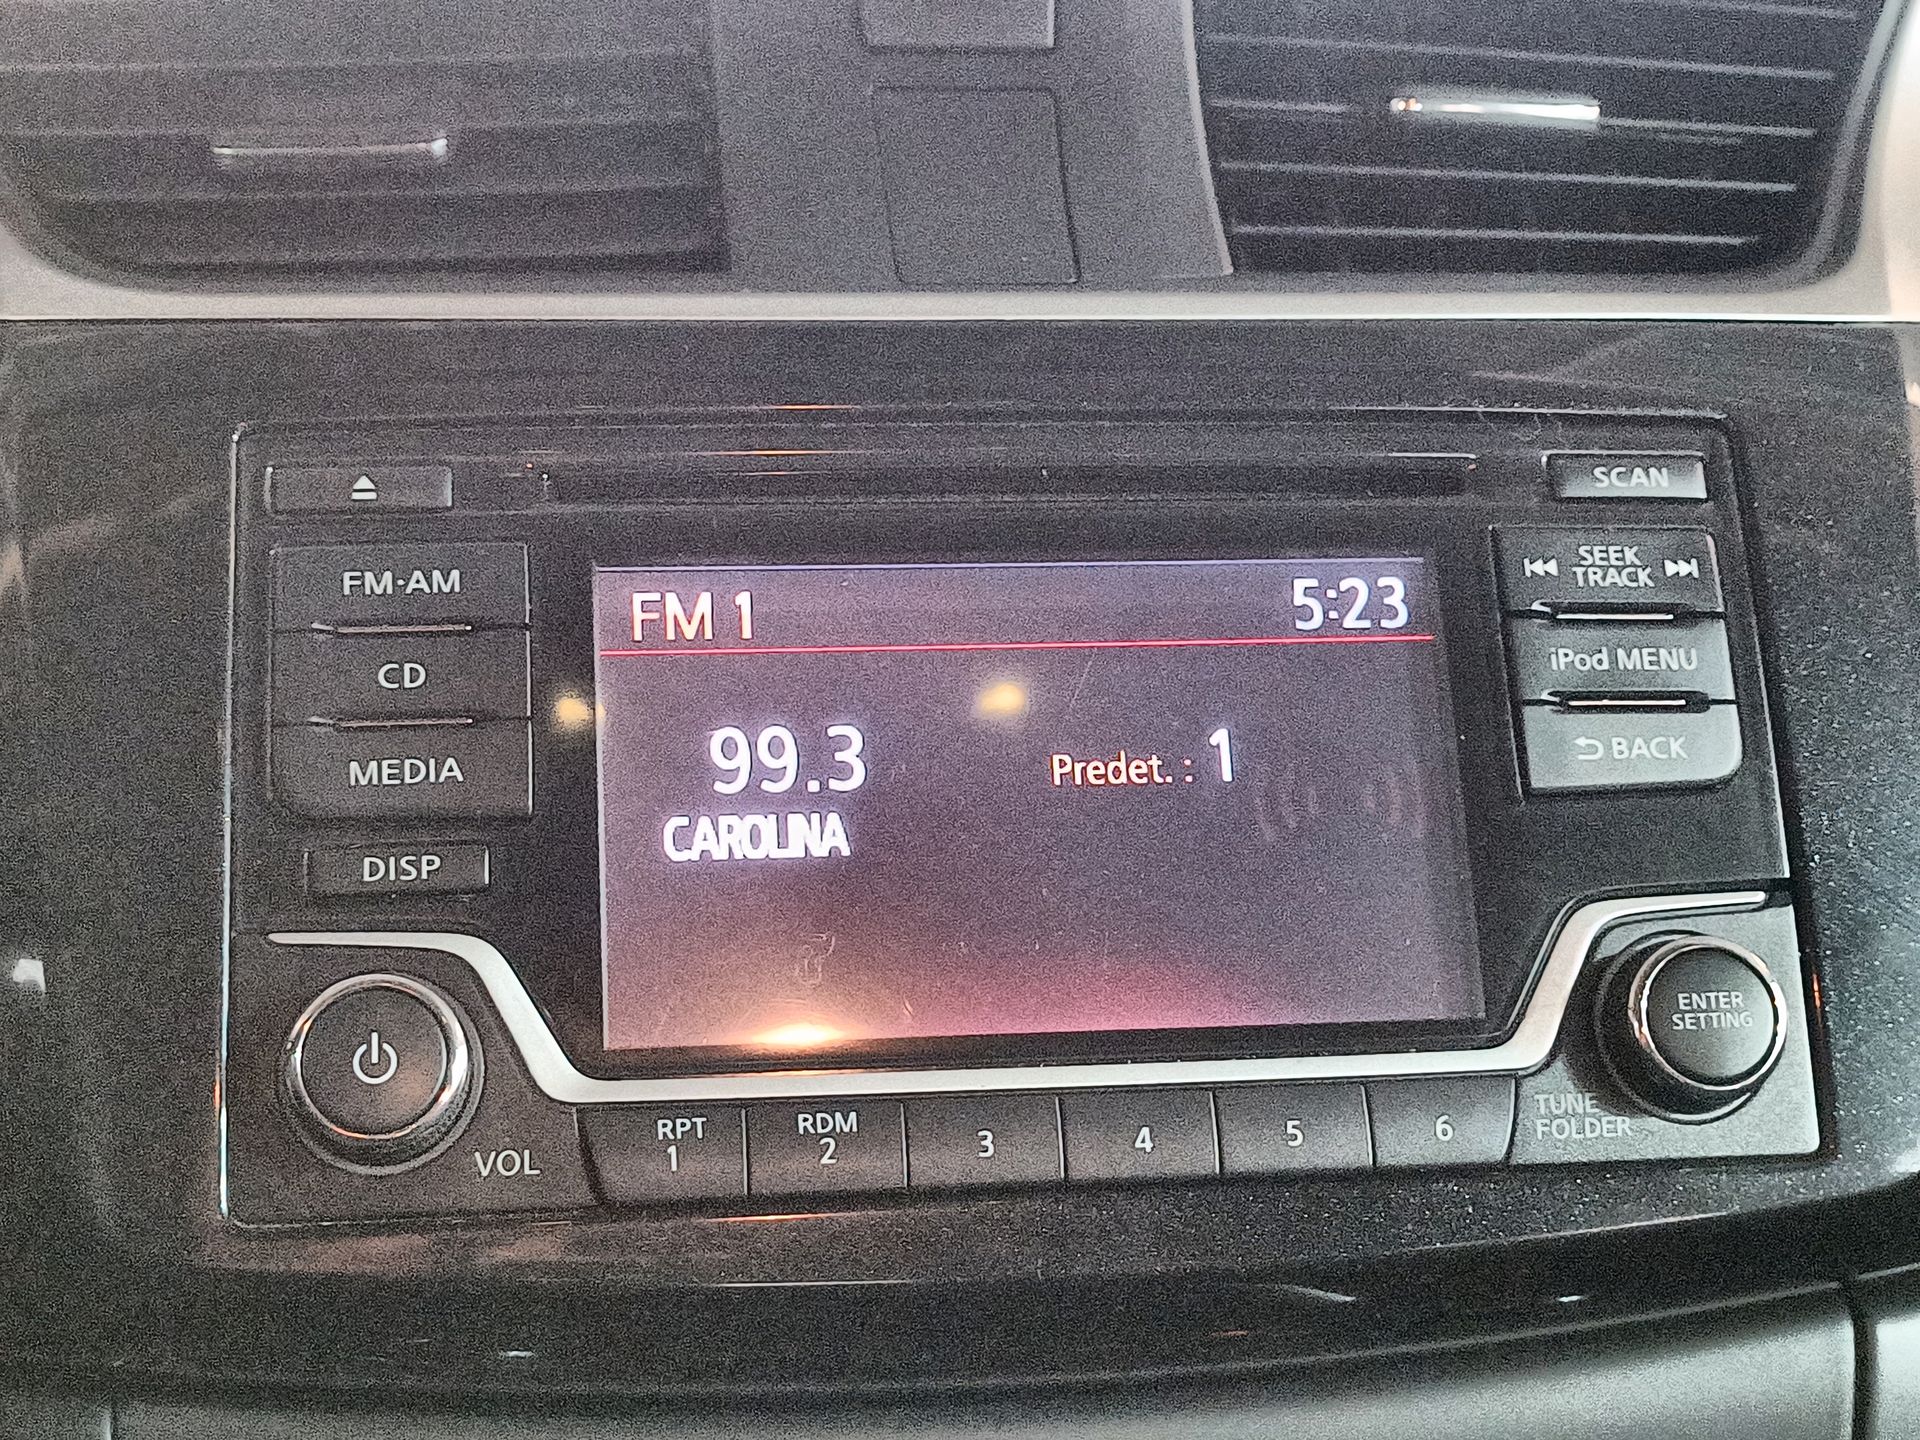 SCAN
FM·AM
SEEK
TRACK
CD
iPod MENU
MEDIA
BACK
DISP
FM 1
5:23
99.3
Predet. : 1
CAROLINA
ENTER
SETTING
VOL
RPT
1
RDM
2
3
4
5
6
TUNE
FOLDER